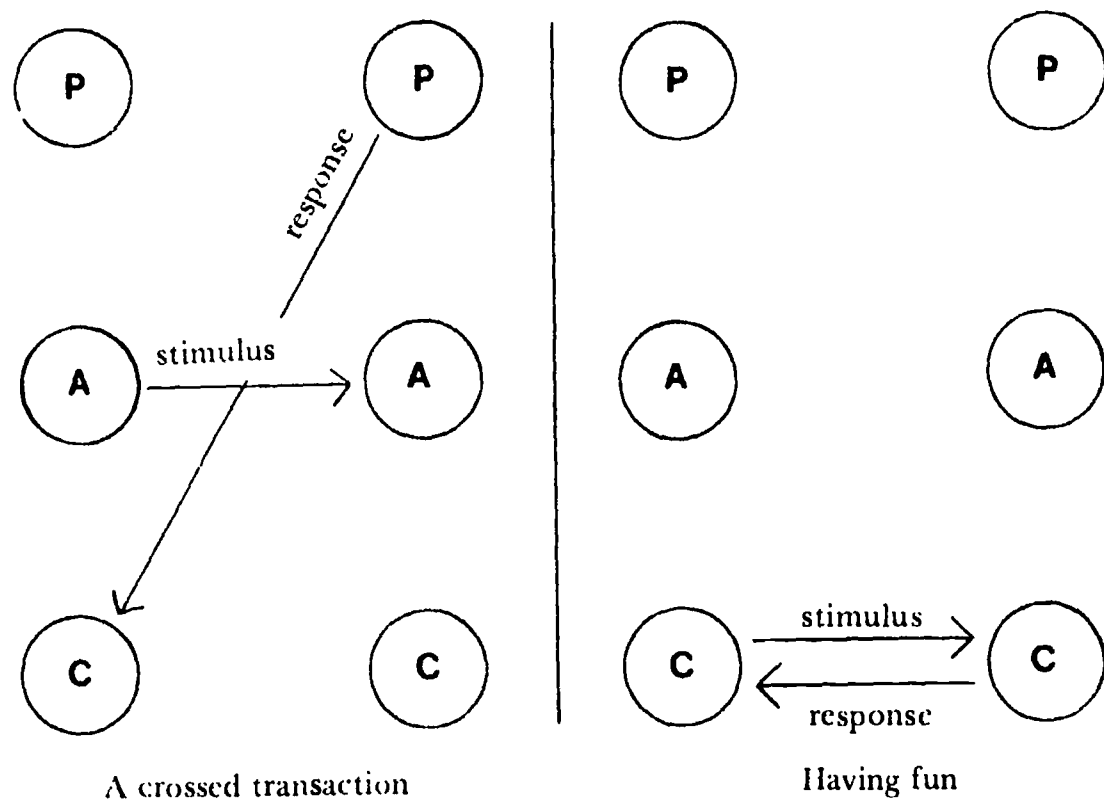 P P
response
stimulus
A A
C C
A crossed transaction
P P
A A
stimulus
C C
response
Having fun